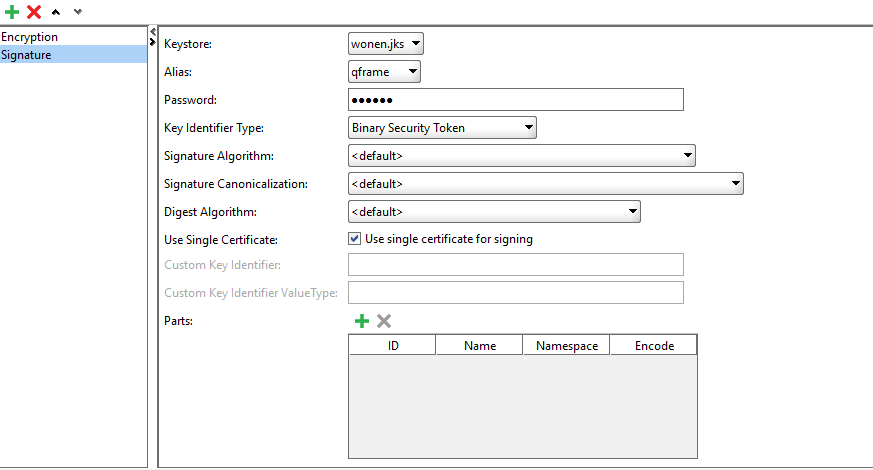 Encryption
Signature
Keystore: wonen.jks
Alias: qframe
Password: ●●●●●●
Key Identifier Type: Binary Security Token
Signature Algorithm: <default>
Signature Canonicalization: <default>
Digest Algorithm: <default>
Use Single Certificate: Use single certificate for signing
Custom Key Identifier:
Custom Key Identifier ValueType:
Parts:
ID Name Namespace Encode